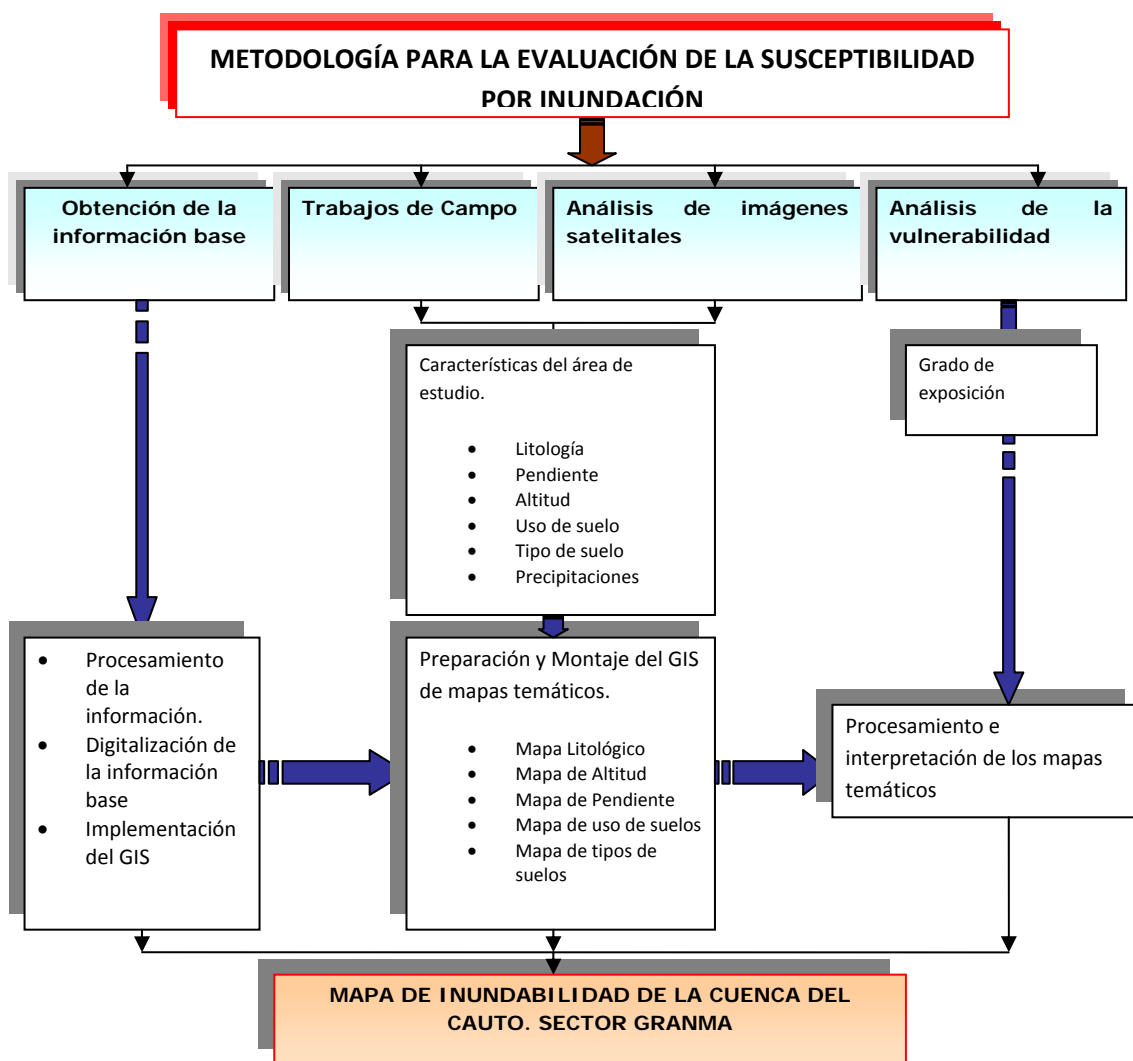 METODOLOGÍA PARA LA EVALUACIÓN DE LA SUSCEPTIBILIDAD
POR INUNDACIÓN
Obtención de la
información base
Trabajos de Campo
Análisis de imágenes
satelitales
Análisis de la
vulnerabilidad
Características del área de
estudio.
• Litología
• Pendiente
• Altitud
• Uso de suelo
• Tipo de suelo
• Precipitaciones
Grado de
exposición
• Procesamiento
de la
información.
• Digitalización de
la información
base
• Implementación
del GIS
Preparación y Montaje del GIS
de mapas temáticos.
• Mapa Litológico
• Mapa de Altitud
• Mapa de Pendiente
• Mapa de uso de suelos
• Mapa de tipos de
suelos
Procesamiento e
interpretación de los mapas
temáticos
MAPA DE INUNDABILIDAD DE LA CUENCA DEL
CAUTO. SECTOR GRANMA